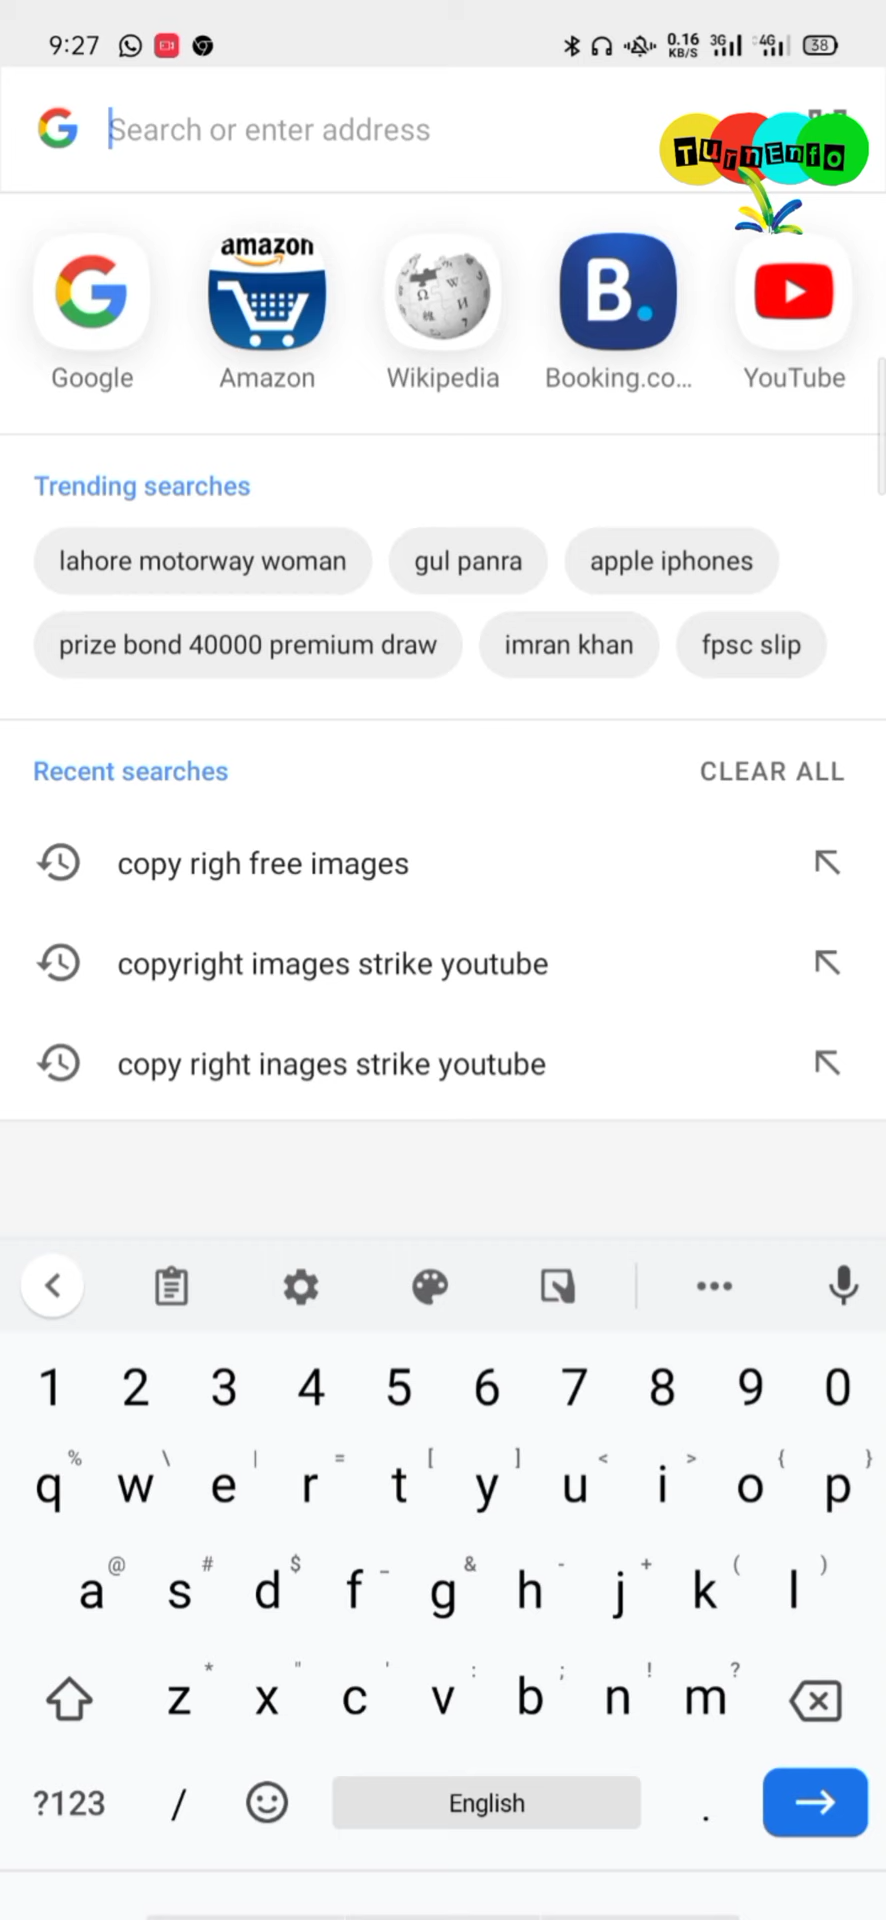 9:27 0.16 KB/S 3G 4G 38
Search or enter address
TurnEnfo
amazon
B.
Google Amazon Wikipedia Booking.co... YouTube
Trending searches
lahore motorway woman gul panra apple iphones
prize bond 40000 premium draw imran khan fpsc slip
Recent searches CLEAR ALL
copy righ free images
copyright images strike youtube
copy right inages strike youtube
1 2 3 4 5 6 7 8 9 0
% \ | = [ ] < > { }
q w e r t y u i o p
@ # $ _ & - + ( )
a s d f g h j k l
* " ' : ; ! ?
z x c v b n m
?123 / English .